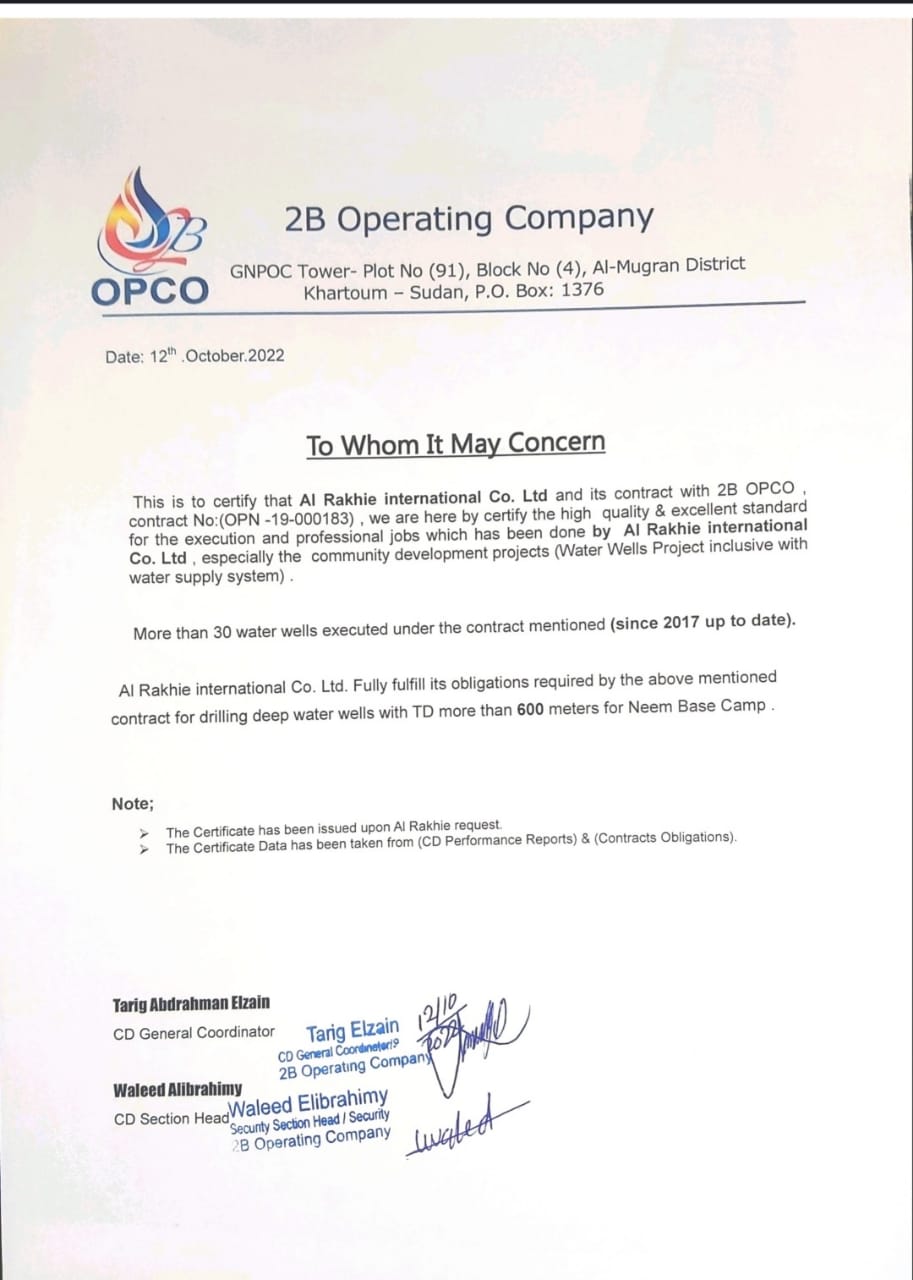 2B
OPCO
2B Operating Company
GNPOC Tower- Plot No (91), Block No (4), Al-Mugran District
Khartoum – Sudan, P.O. Box: 1376
Date: 12th .October.2022
To Whom It May Concern
This is to certify that Al Rakhie international Co. Ltd and its contract with 2B OPCO ,
contract No:(OPN -19-000183) , we are here by certify the high quality & excellent standard
for the execution and professional jobs which has been done by Al Rakhie international
Co. Ltd , especially the community development projects (Water Wells Project inclusive with
water supply system) .
More than 30 water wells executed under the contract mentioned (since 2017 up to date).
Al Rakhie international Co. Ltd. Fully fulfill its obligations required by the above mentioned
contract for drilling deep water wells with TD more than 600 meters for Neem Base Camp .
Note;
➢ The Certificate has been issued upon Al Rakhie request.
➢ The Certificate Data has been taken from (CD Performance Reports) & (Contracts Obligations).
Tarig Abdrahman Elzain
CD General Coordinator
Tarig Elzain
CD General Coordinator
2B Operating Company
12/10
2022
Waleed Alibrahimy
CD Section Head
Waleed Elibrahimy
Security Section Head / Security
2B Operating Company
waled